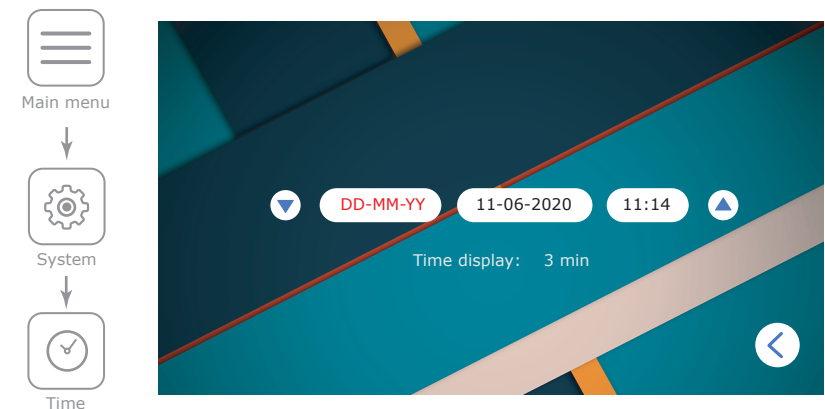 Main menu
System
Time
DD-MM-YY 11-06-2020 11:14
Time display: 3 min